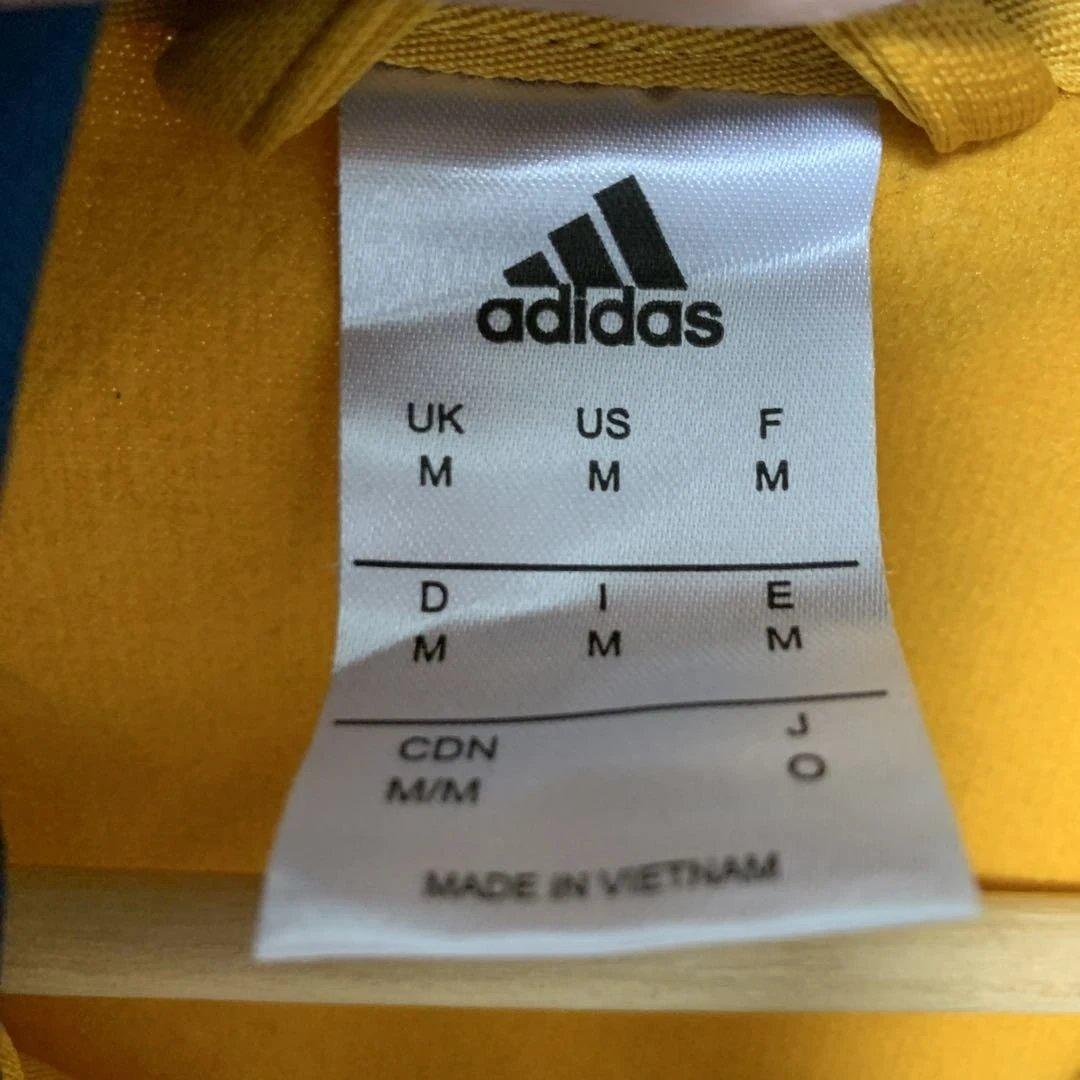 adidas
UK US F
M M M
D I E
M M M
CDN J
M/M O
MADE IN VIETNAM